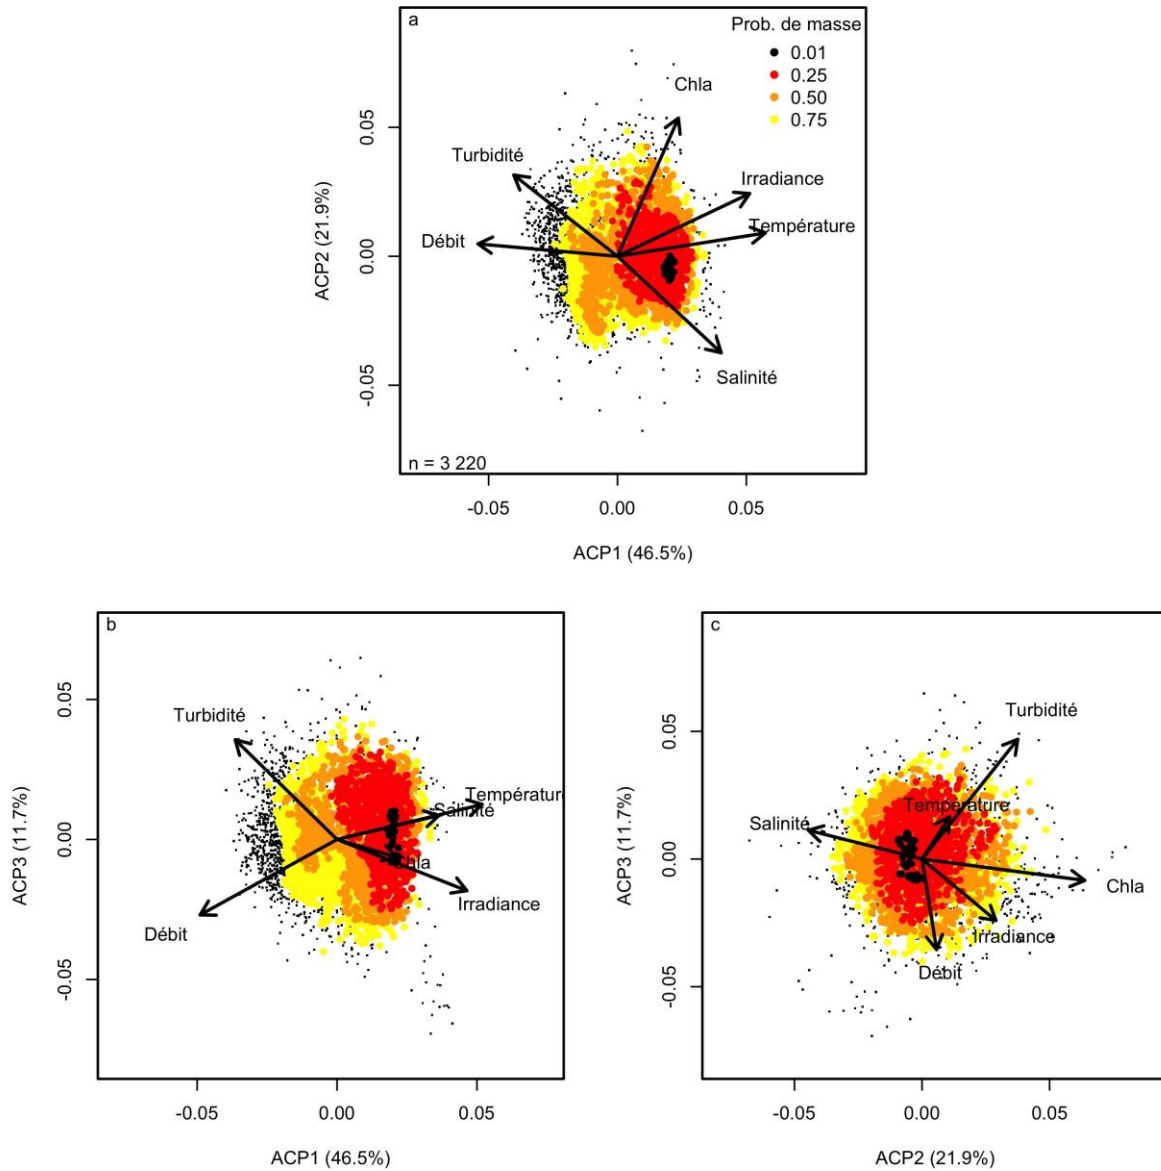 a
Prob. de masse
0.01
0.25
0.50
0.75
Chla
Turbidité
Irradiance
Température
Débit
Salinité
n = 3 220
0.05
0.00
-0.05
ACP2 (21.9%)
-0.05
0.00
0.05
ACP1 (46.5%)
b
Turbidité
Température
Salinité
Chla
Irradiance
Débit
0.05
0.00
-0.05
ACP3 (11.7%)
-0.05
0.00
0.05
ACP1 (46.5%)
c
Turbidité
Température
Salinité
Chla
Irradiance
Débit
0.05
0.00
-0.05
ACP3 (11.7%)
-0.05
0.00
0.05
ACP2 (21.9%)